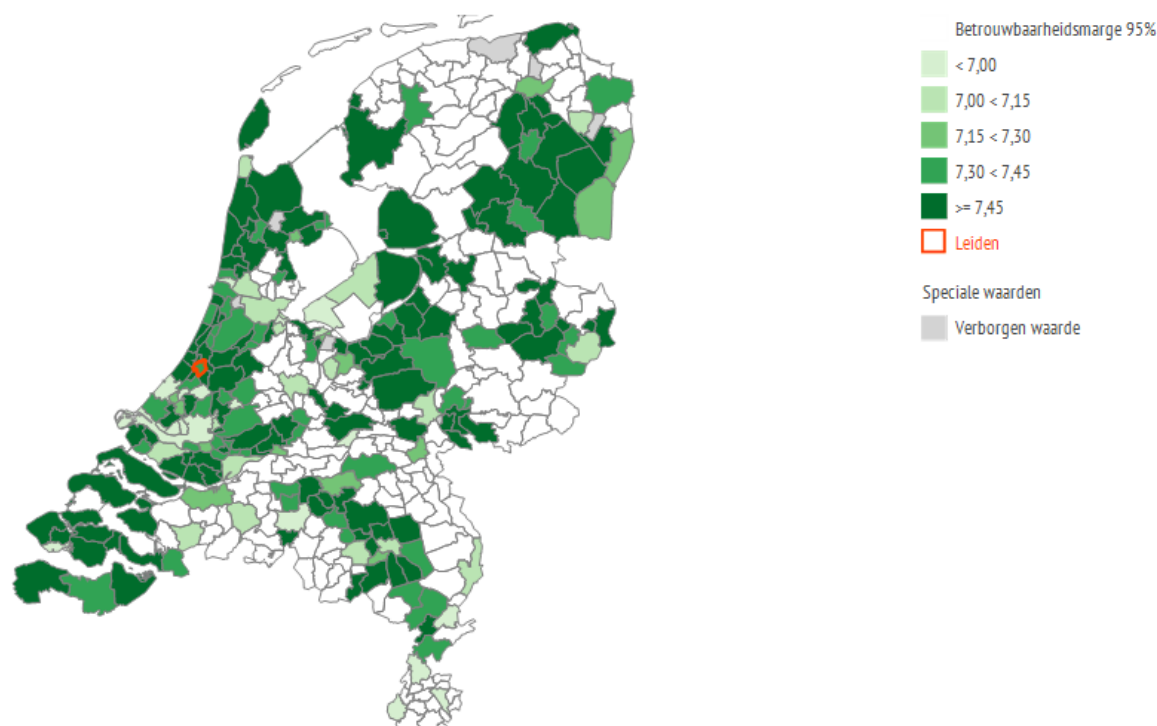 Betrouwbaarheidsmarge 95%
< 7,00
7,00 < 7,15
7,15 < 7,30
7,30 < 7,45
>= 7,45
Leiden
Speciale waarden
Verborgen waarde